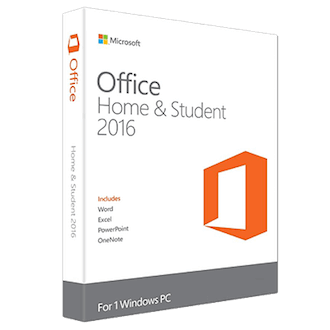 Microsoft
Office
Home & Student
2016
Includes
Word
Excel
PowerPoint
OneNote
For 1 Windows PC
Office
Home & Student 2016